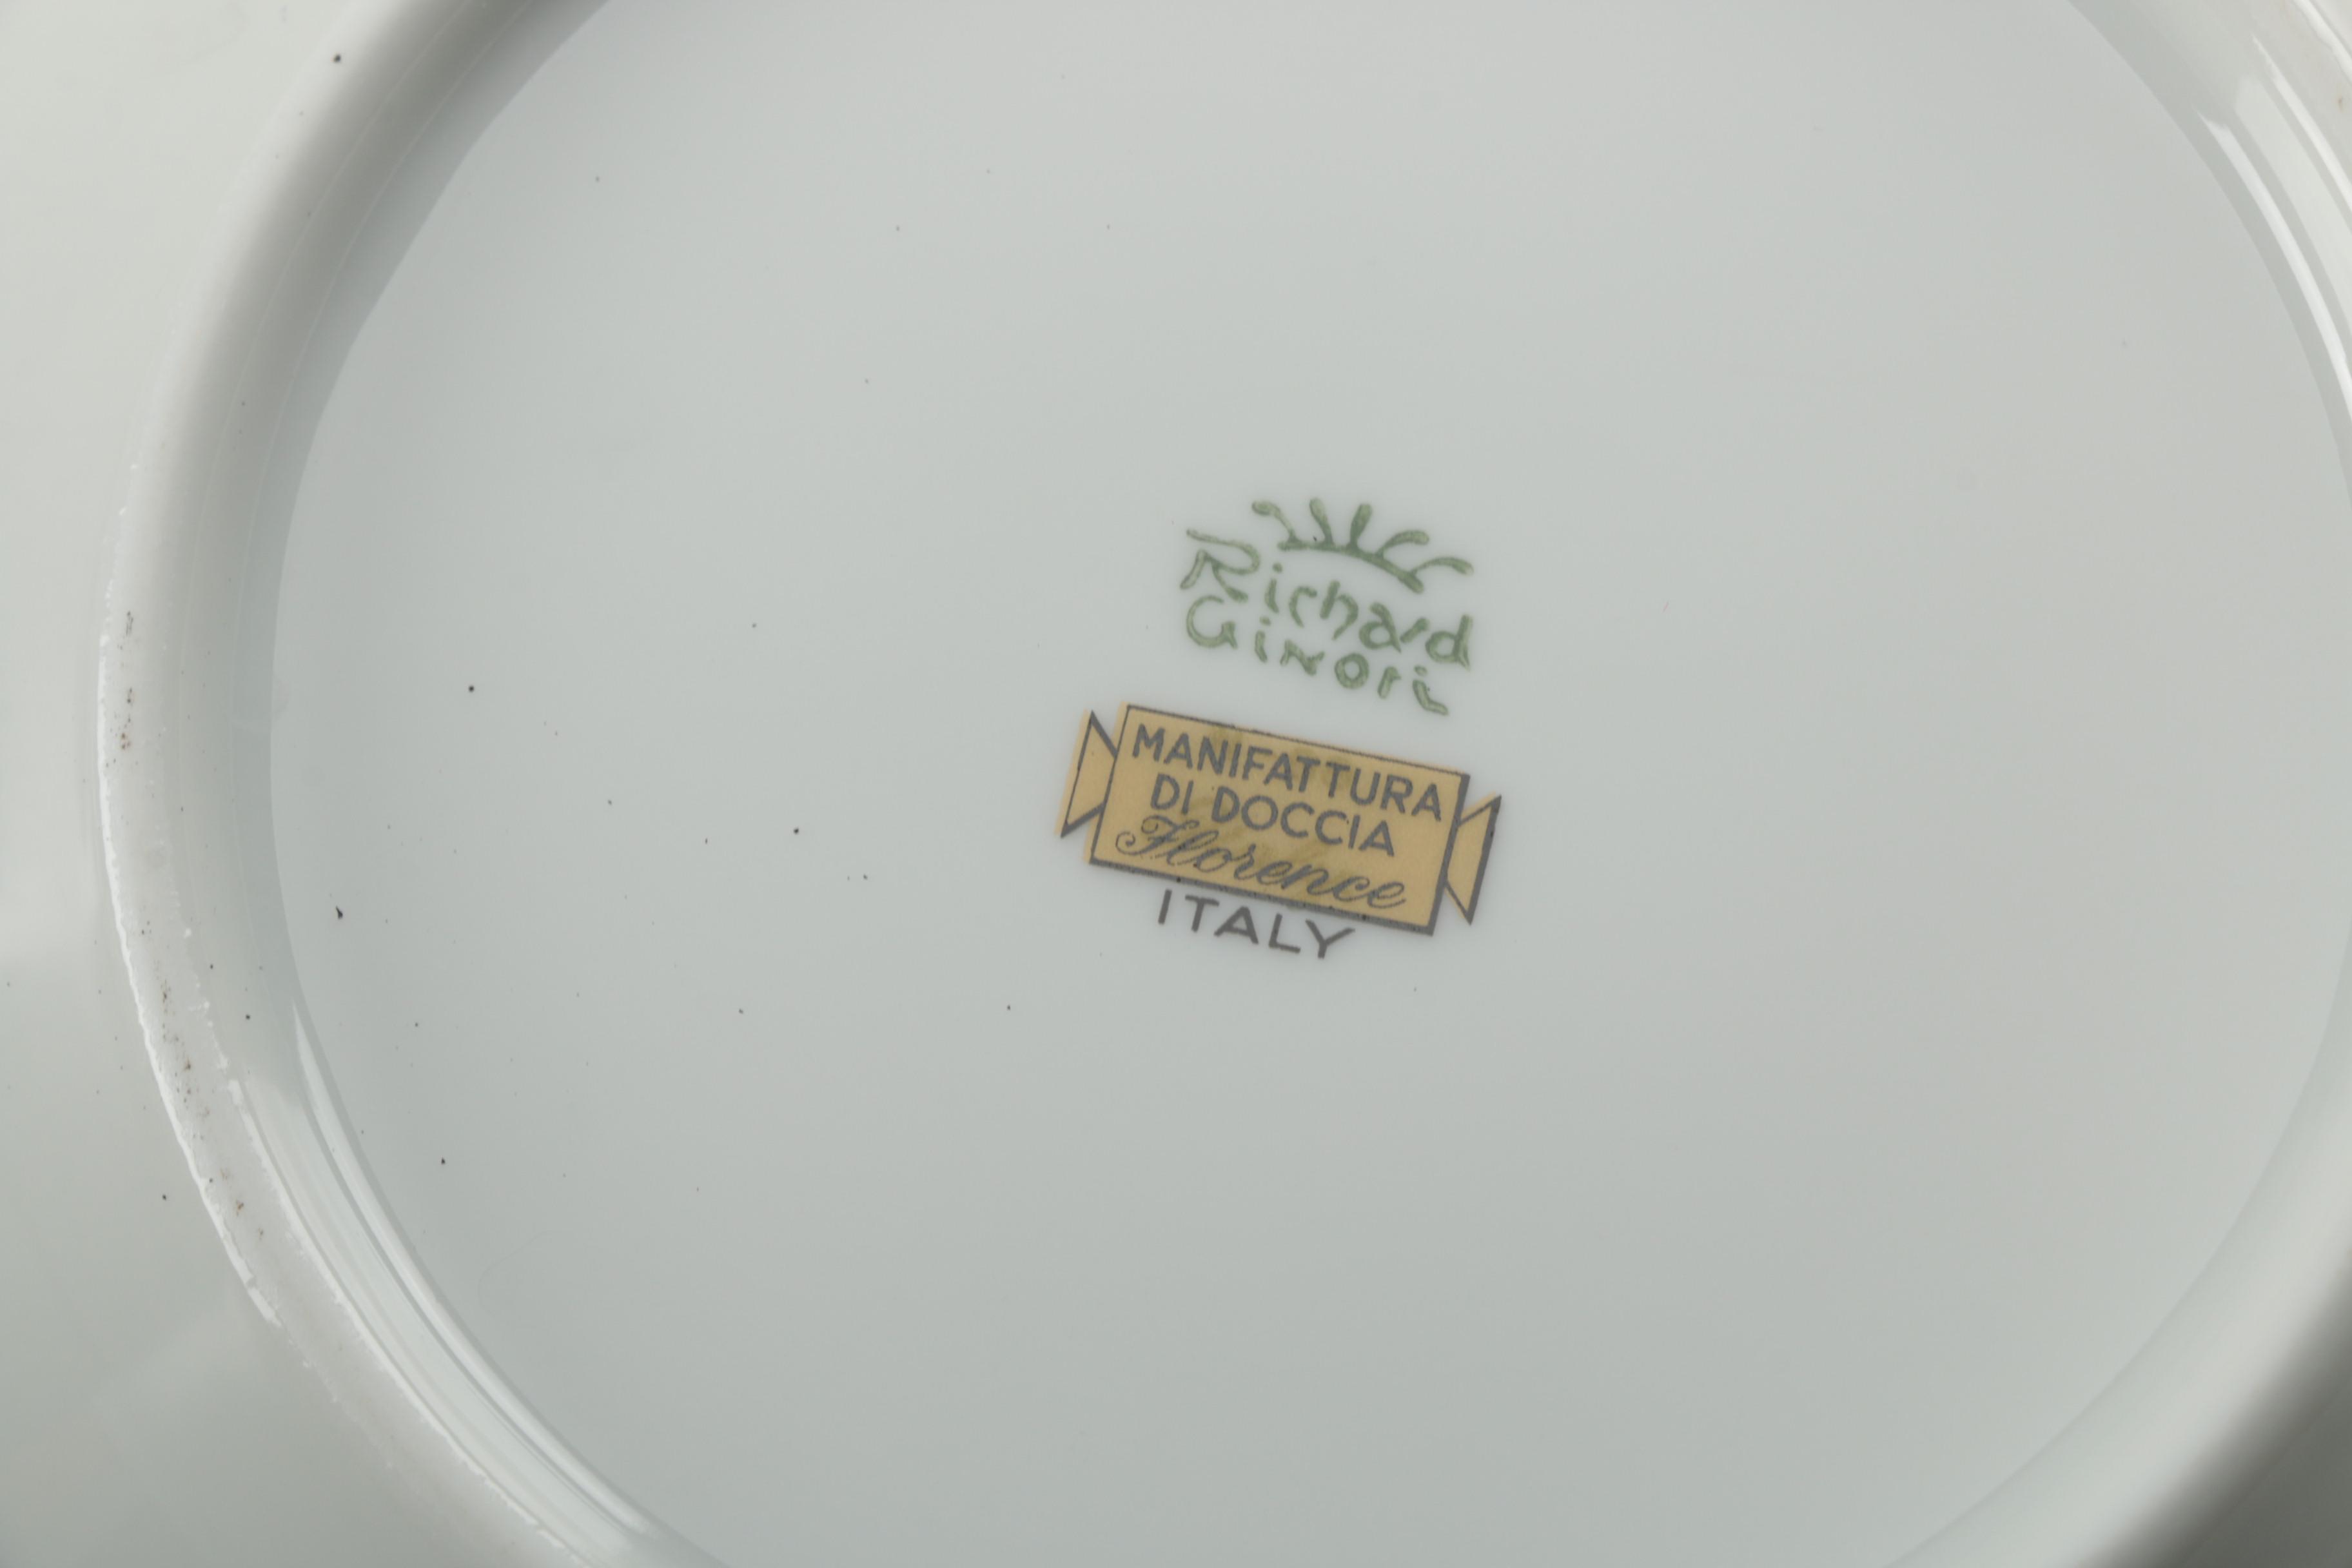 Richard
Ginori
MANIFATTURA
DI DOCCIA
Florence
ITALY